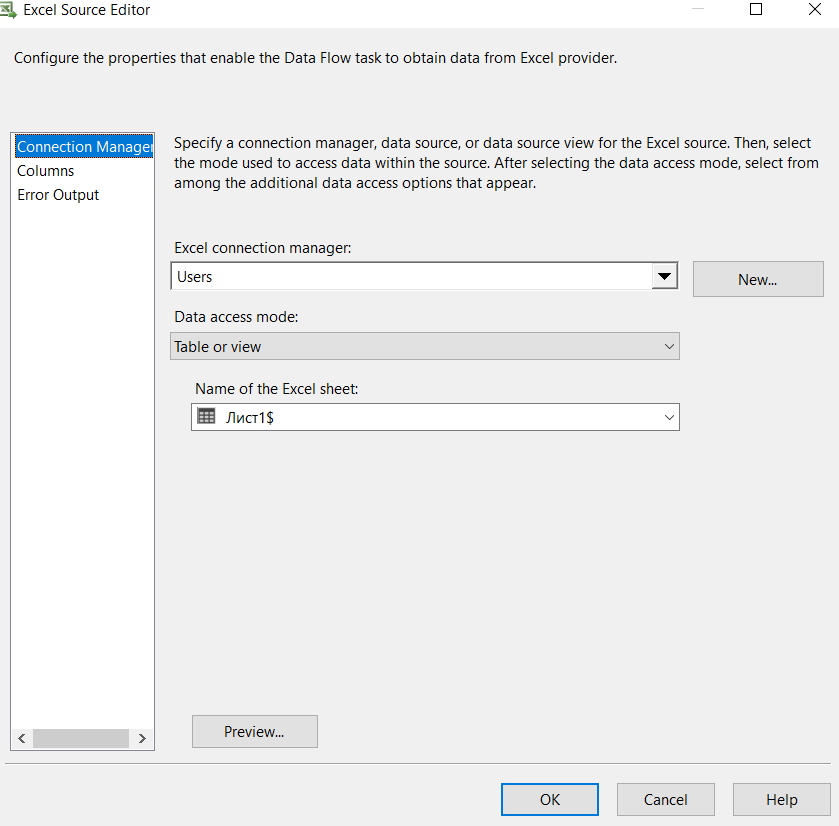 Excel Source Editor
Configure the properties that enable the Data Flow task to obtain data from Excel provider.
Connection Manager
Columns
Error Output
Specify a connection manager, data source, or data source view for the Excel source. Then, select
the mode used to access data within the source. After selecting the data access mode, select from
among the additional data access options that appear.
Excel connection manager:
Users
New...
Data access mode:
Table or view
Name of the Excel sheet:
Лист1$
Preview...
OK
Cancel
Help